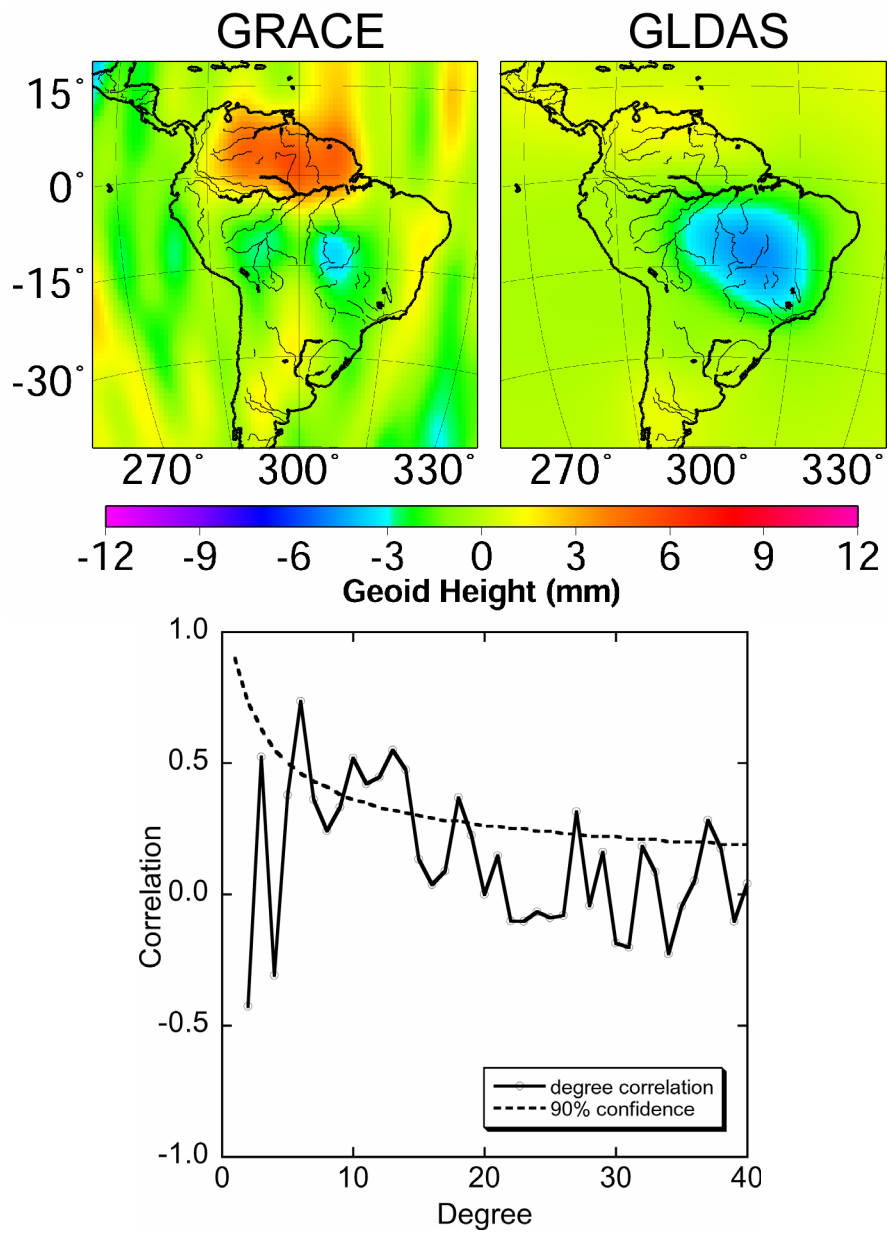 GRACE GLDAS
15°
0°
-15°
-30°
270° 300° 330° 270° 300° 330°
-12 -9 -6 -3 0 3 6 9 12
Geoid Height (mm)
1.0
0.5
0.0
-0.5
-1.0
Correlation
degree correlation
90% confidence
0 10 20 30 40
Degree